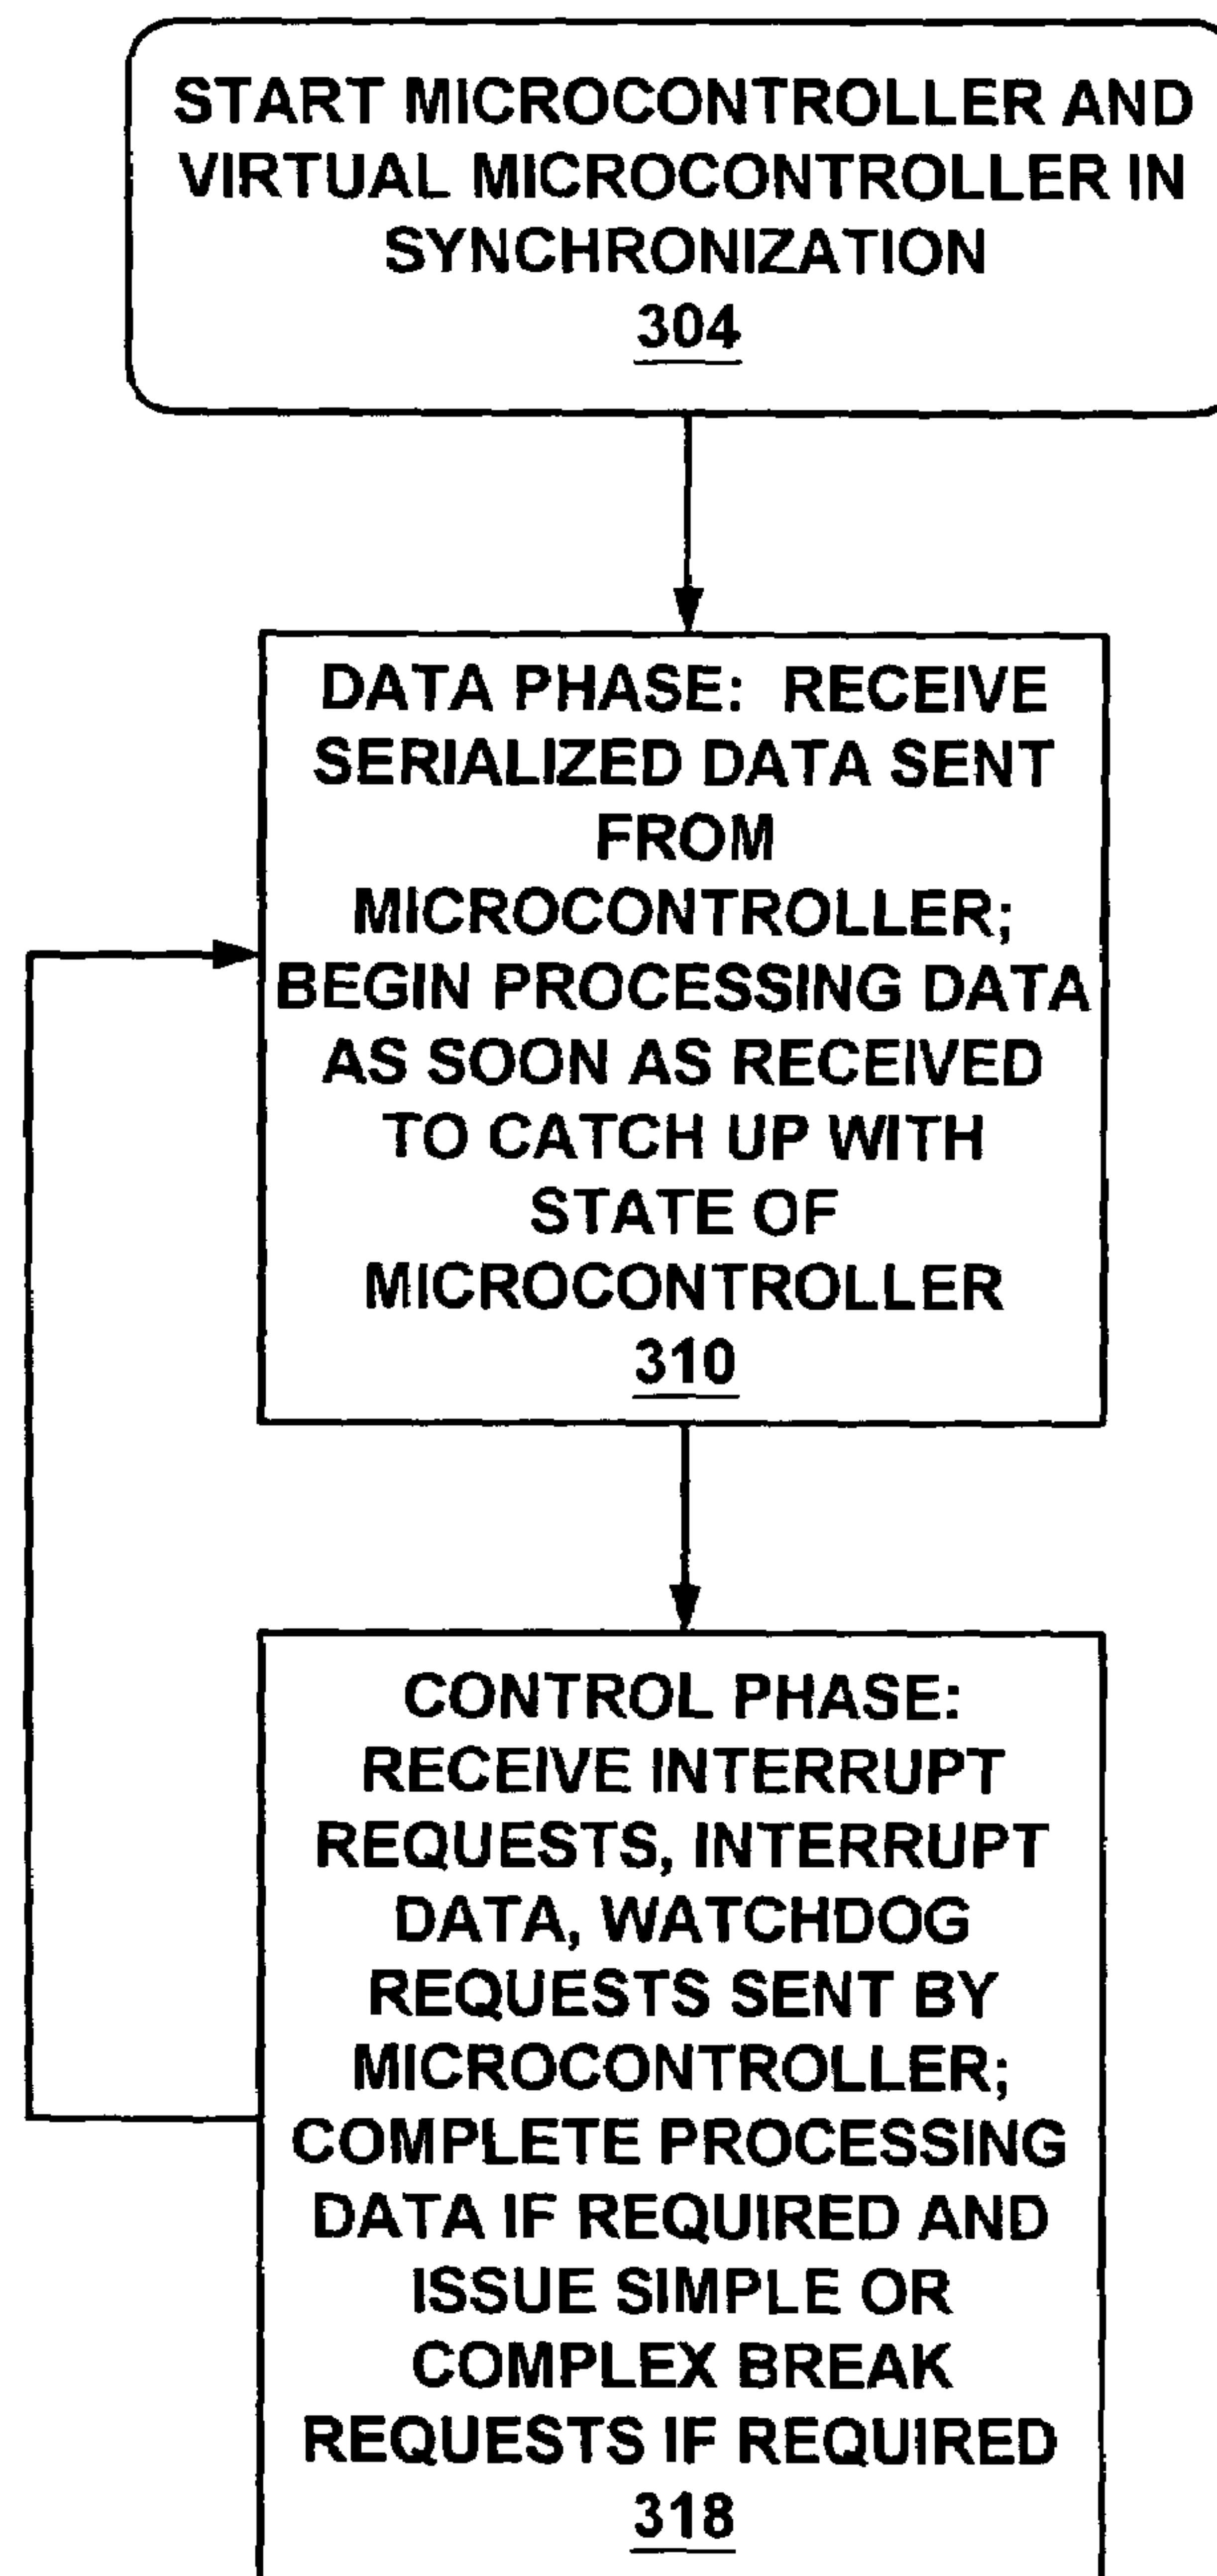 START MICROCONTROLLER AND
VIRTUAL MICROCONTROLLER IN
SYNCHRONIZATION
304
DATA PHASE: RECEIVE
SERIALIZED DATA SENT
FROM
MICROCONTROLLER;
BEGIN PROCESSING DATA
AS SOON AS RECEIVED
TO CATCH UP WITH
STATE OF
MICROCONTROLLER
310
CONTROL PHASE:
RECEIVE INTERRUPT
REQUESTS, INTERRUPT
DATA, WATCHDOG
REQUESTS SENT BY
MICROCONTROLLER;
COMPLETE PROCESSING
DATA IF REQUIRED AND
ISSUE SIMPLE OR
COMPLEX BREAK
REQUESTS IF REQUIRED
318